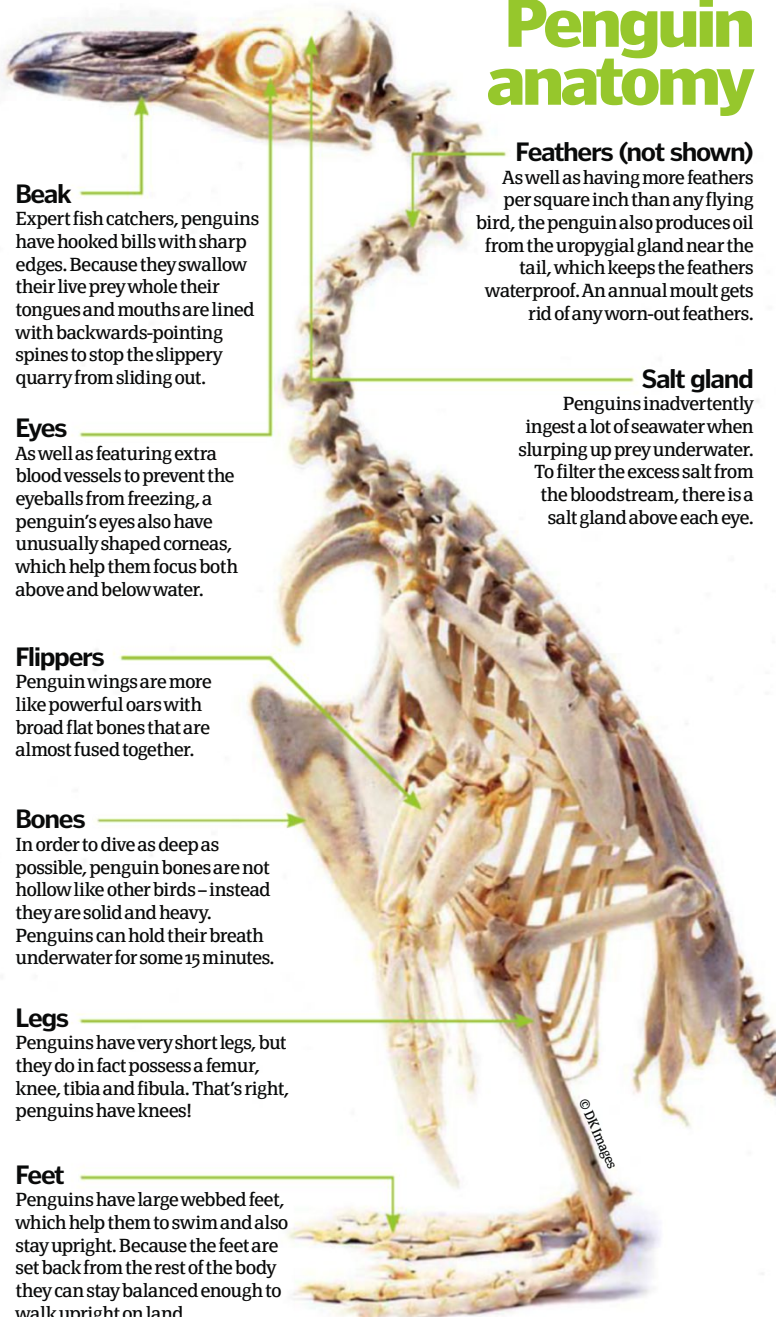 Penguin
anatomy
Feathers (not shown)
As well as having more feathers
per square inch than any flying
bird, the penguin also produces oil
from the uropygial gland near the
tail, which keeps the feathers
waterproof. An annual moult gets
rid of any worn-out feathers.
Beak
Expert fish catchers, penguins
have hooked bills with sharp
edges. Because they swallow
their live prey whole their
tongues and mouths are lined
with backwards-pointing
spines to stop the slippery
quarry from sliding out.
Salt gland
Penguins inadvertently
ingest a lot of seawater when
slurping up prey underwater.
To filter the excess salt from
the bloodstream, there is a
salt gland above each eye.
Eyes
As well as featuring extra
blood vessels to prevent the
eyeballs from freezing, a
penguin's eyes also have
unusually shaped corneas,
which help them focus both
above and below water.
Flippers
Penguin wings are more
like powerful oars with
broad flat bones that are
almost fused together.
Bones
In order to dive as deep as
possible, penguin bones are not
hollow like other birds – instead
they are solid and heavy.
Penguins can hold their breath
underwater for some 15 minutes.
Legs
Penguins have very short legs, but
they do in fact possess a femur,
knee, tibia and fibula. That's right,
penguins have knees!
© DK Images
Feet
Penguins have large webbed feet,
which help them to swim and also
stay upright. Because the feet are
set back from the rest of the body
they can stay balanced enough to
walk upright on land